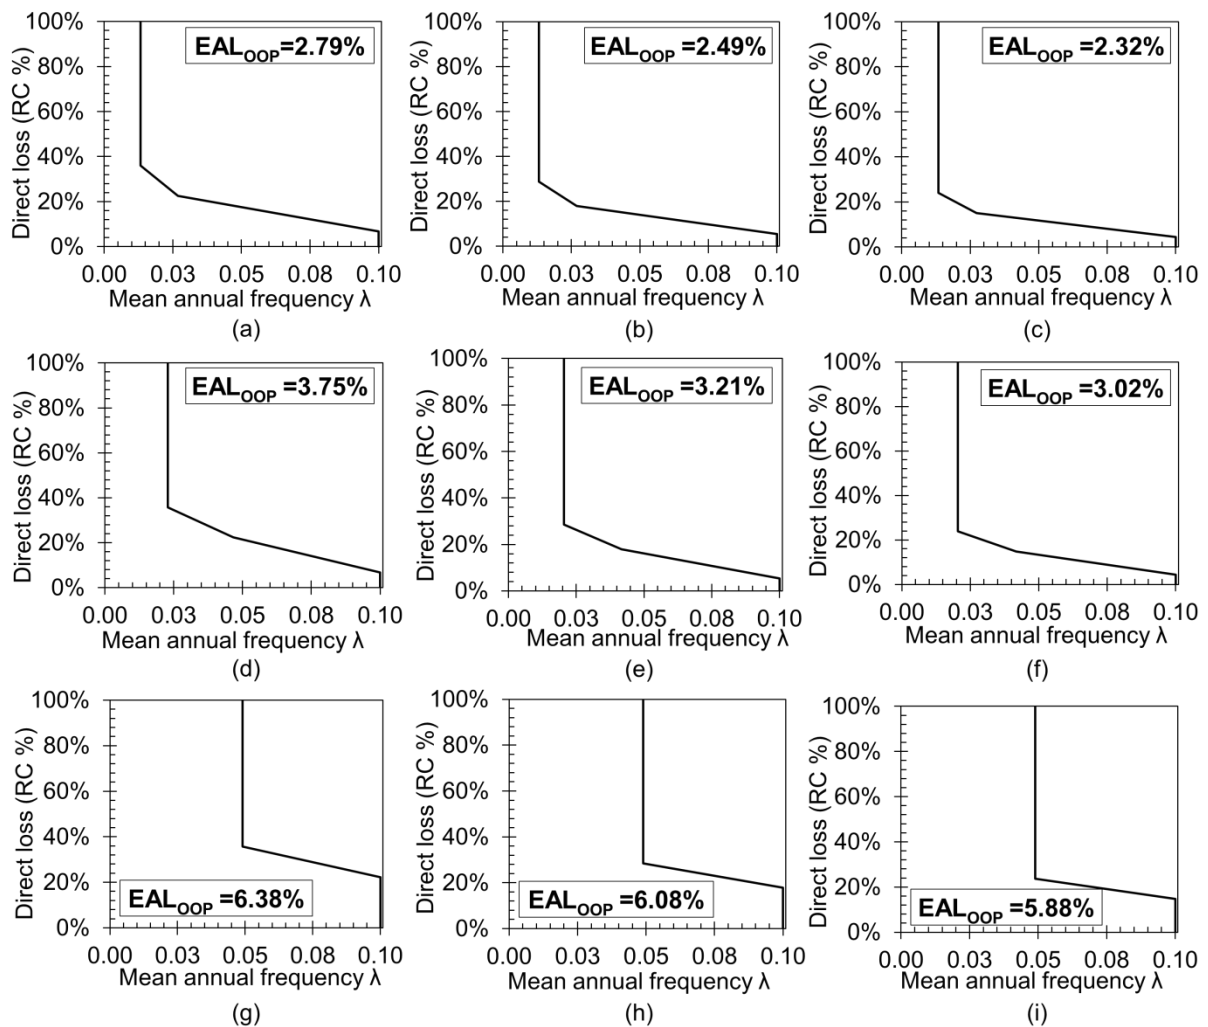 100%
80%
60%
40%
20%
0%
Direct loss (RC %)
EAL_OOP =2.79%
0.00 0.03 0.05 0.08 0.10
Mean annual frequency λ
(a)
100%
80%
60%
40%
20%
0%
Direct loss (RC %)
EAL_OOP =2.49%
0.00 0.03 0.05 0.08 0.10
Mean annual frequency λ
(b)
100%
80%
60%
40%
20%
0%
Direct loss (RC %)
EAL_OOP =2.32%
0.00 0.03 0.05 0.08 0.10
Mean annual frequency λ
(c)
100%
80%
60%
40%
20%
0%
Direct loss (RC %)
EAL_OOP =3.75%
0.00 0.03 0.05 0.08 0.10
Mean annual frequency λ
(d)
100%
80%
60%
40%
20%
0%
Direct loss (RC %)
EAL_OOP =3.21%
0.00 0.03 0.05 0.08 0.10
Mean annual frequency λ
(e)
100%
80%
60%
40%
20%
0%
Direct loss (RC %)
EAL_OOP =3.02%
0.00 0.03 0.05 0.08 0.10
Mean annual frequency λ
(f)
100%
80%
60%
40%
20%
0%
Direct loss (RC %)
EAL_OOP =6.38%
0.00 0.03 0.05 0.08 0.10
Mean annual frequency λ
(g)
100%
80%
60%
40%
20%
0%
Direct loss (RC %)
EAL_OOP =6.08%
0.00 0.03 0.05 0.08 0.10
Mean annual frequency λ
(h)
100%
80%
60%
40%
20%
0%
Direct loss (RC %)
EAL_OOP =5.88%
0.00 0.03 0.05 0.08 0.10
Mean annual frequency λ
(i)